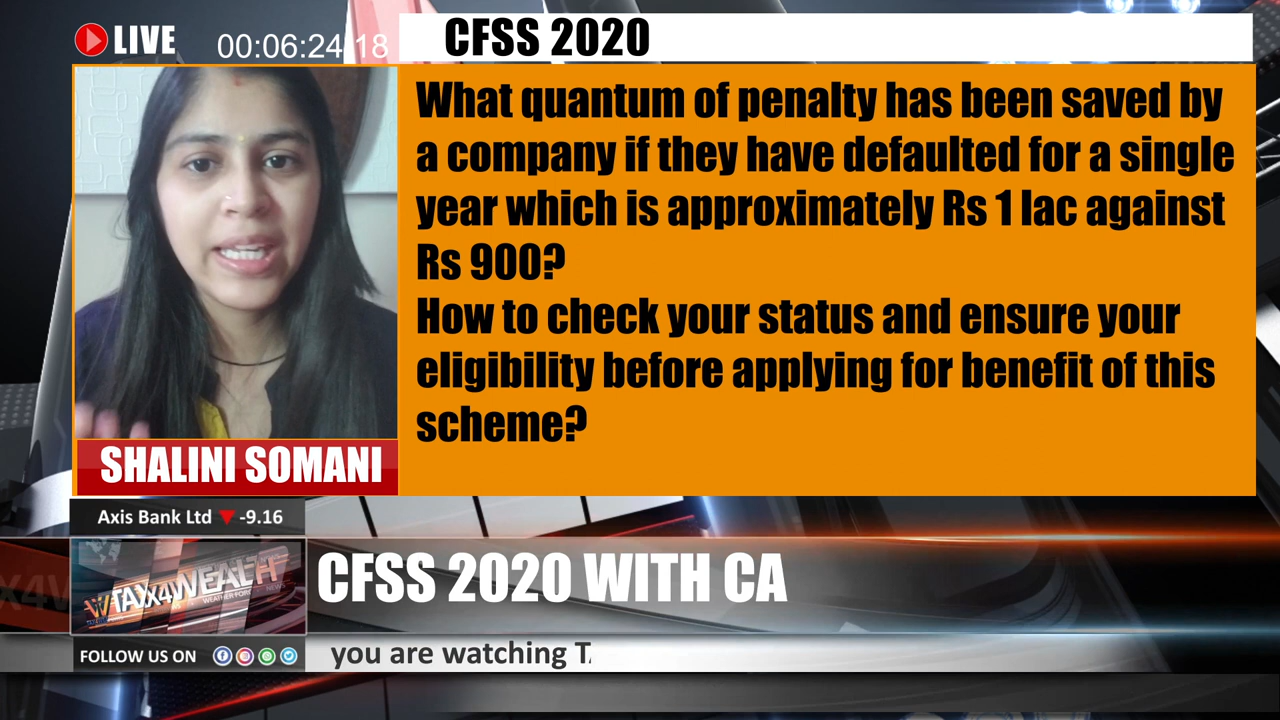 LIVE
00:06:24:18
CFSS 2020
What quantum of penalty has been saved by
a company if they have defaulted for a single
year which is approximately Rs 1 lac against
Rs 900?
How to check your status and ensure your
eligibility before applying for benefit of this
scheme?
SHALINI SOMANI
Axis Bank Ltd ▼ -9.16
TAX4WEALTH
CFSS 2020 WITH CA
FOLLOW US ON
you are watching T